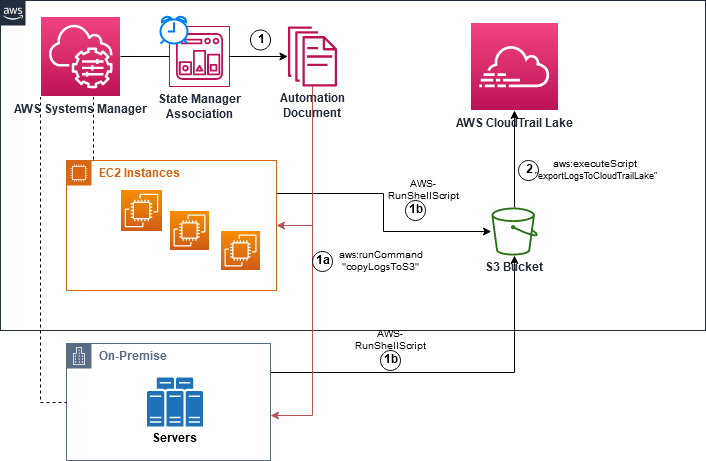 aws
1
AWS Systems Manager
State Manager
Association
Automation
Document
AWS CloudTrail Lake
2
aws:executeScript
"exportLogsToCloudTrailLake"
EC2 Instances
AWS-
RunShellScript
1b
S3 Bucket
1a
aws:runCommand
"copyLogsToS3"
AWS-
RunShellScript
1b
On-Premise
Servers